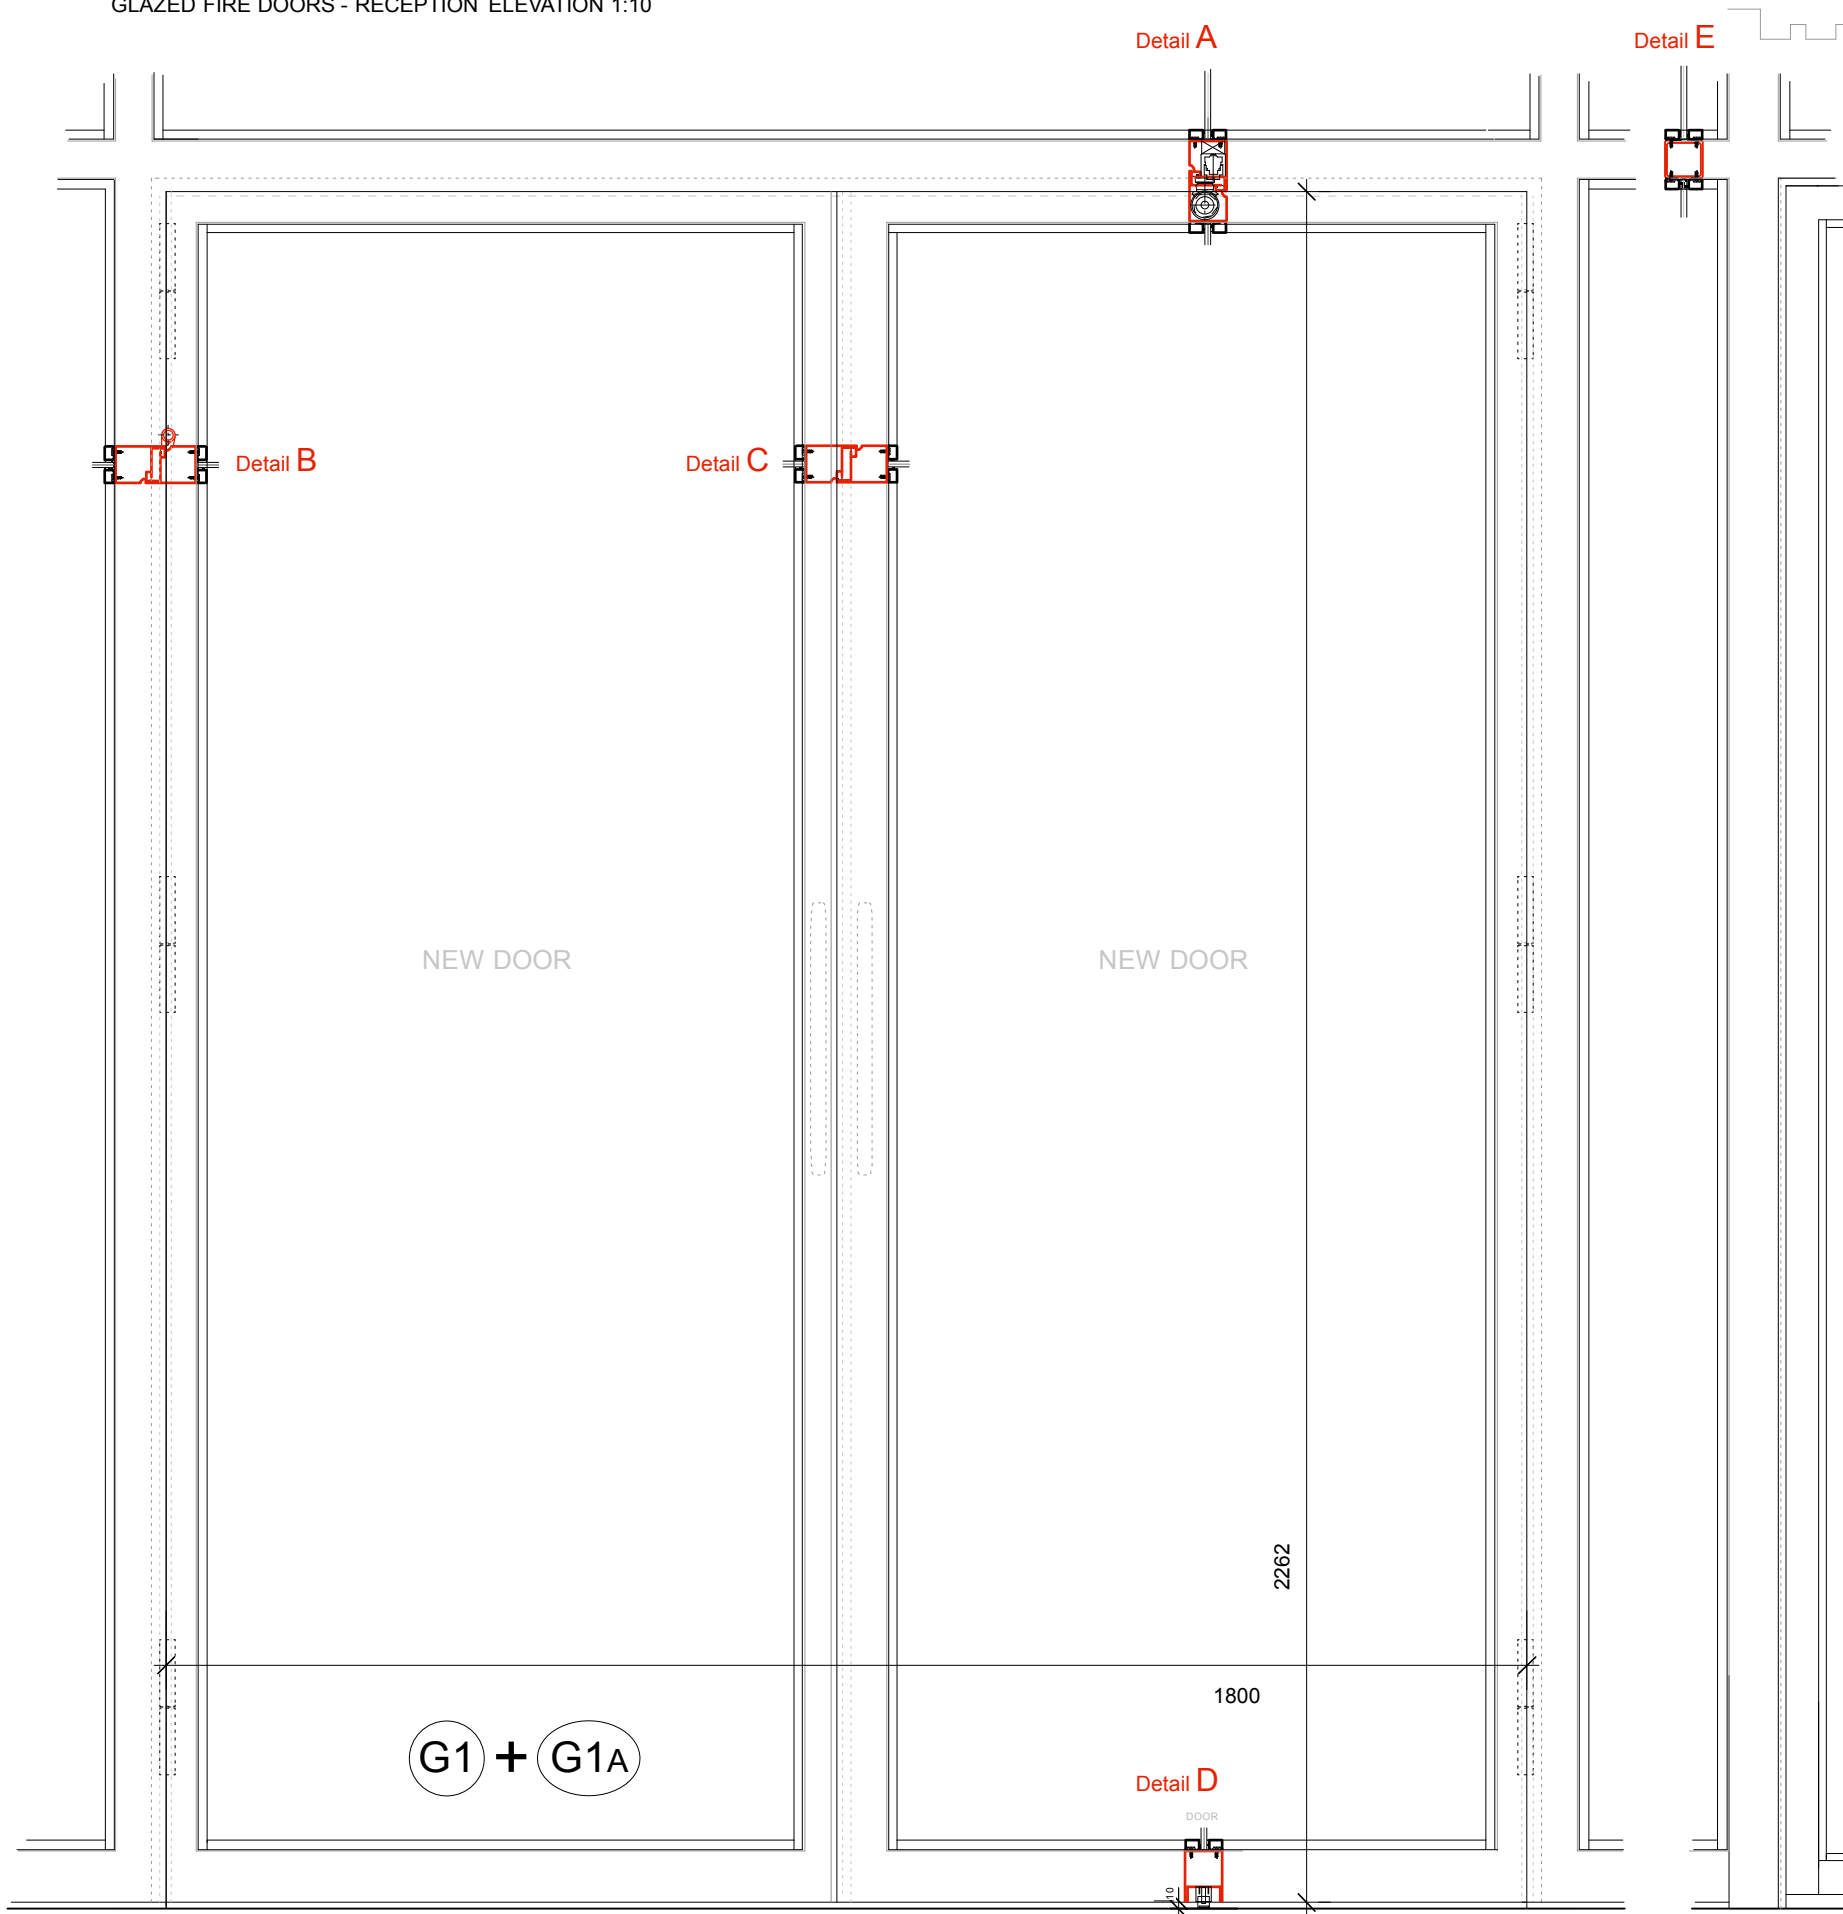 GLAZED FIRE DOORS - RECEPTION ELEVATION 1:10
Detail A
Detail E
Detail B
Detail C
NEW DOOR
NEW DOOR
2262
1800
G1 + G1A
Detail D
DOOR
10